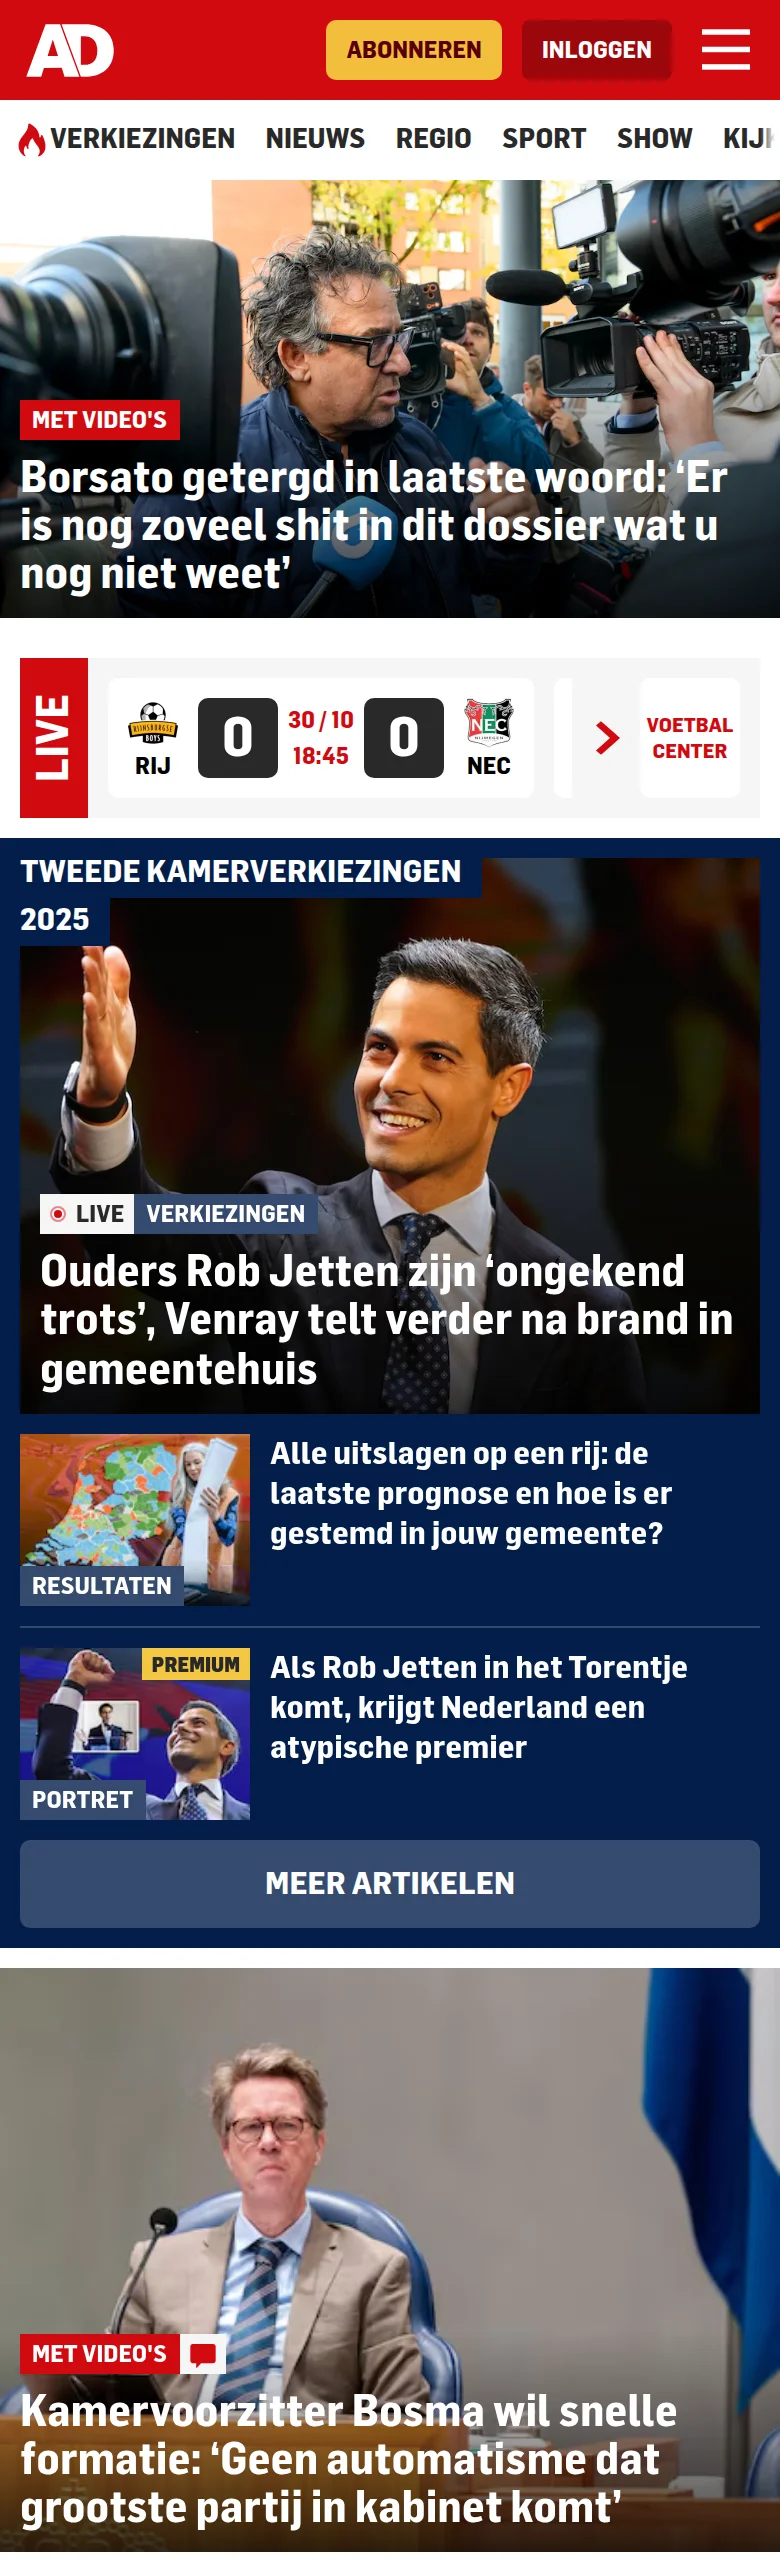 AD
ABONNEREN
INLOGGEN
VERKIEZINGEN
NIEUWS
REGIO
SPORT
SHOW
MET VIDEO'S
Borsato getergd in laatste woord: ‘Er
is nog zoveel shit in dit dossier wat u
nog niet weet’
LIVE
RIJNSBURGSE
BOYS
RIJ
0
30 / 10
18:45
0
NEC
NIJMEGEN
NEC
VOETBAL
CENTER
TWEEDE KAMERVERKIEZINGEN
2025
LIVE
VERKIEZINGEN
Ouders Rob Jetten zijn ‘ongekend
trots’, Venray telt verder na brand in
gemeentehuis
RESULTATEN
Alle uitslagen op een rij: de
laatste prognose en hoe is er
gestemd in jouw gemeente?
PREMIUM
PORTRET
Als Rob Jetten in het Torentje
komt, krijgt Nederland een
atypische premier
MEER ARTIKELEN
MET VIDEO'S
Kamervoorzitter Bosma wil snelle
formatie: ‘Geen automatisme dat
grootste partij in kabinet komt’